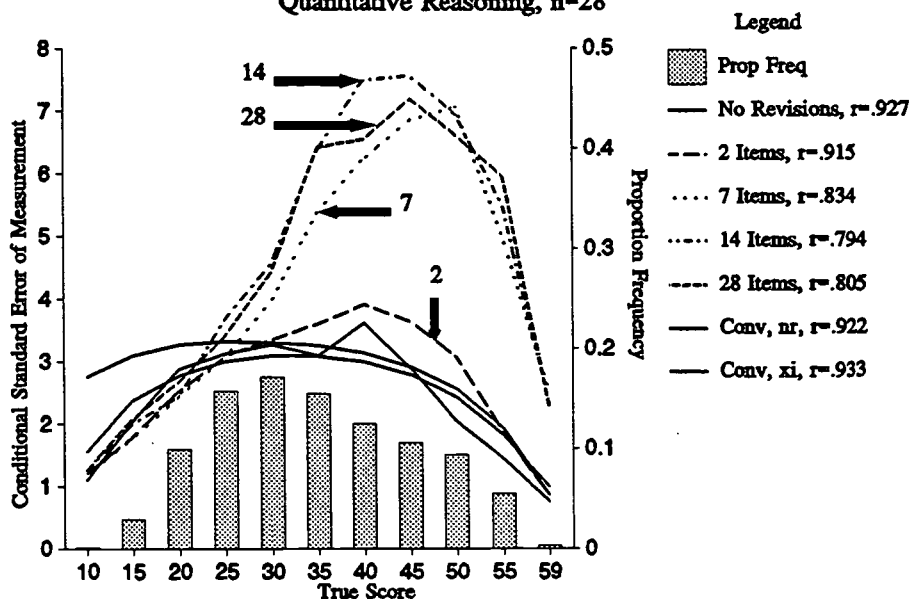 Quantitative Reasoning, n=28
Legend
Prop Freq
No Revisions, r=.927
2 Items, r=.915
7 Items, r=.834
14 Items, r=.794
28 Items, r=.805
Conv, nr, r=.922
Conv, xi, r=.933
Conditional Standard Error of Measurement
8
7
6
5
4
3
2
1
0
14
28
7
2
0.5
0.4
0.3
0.2
0.1
0
Proportion Frequency
10 15 20 25 30 35 40 45 50 55 59
True Score